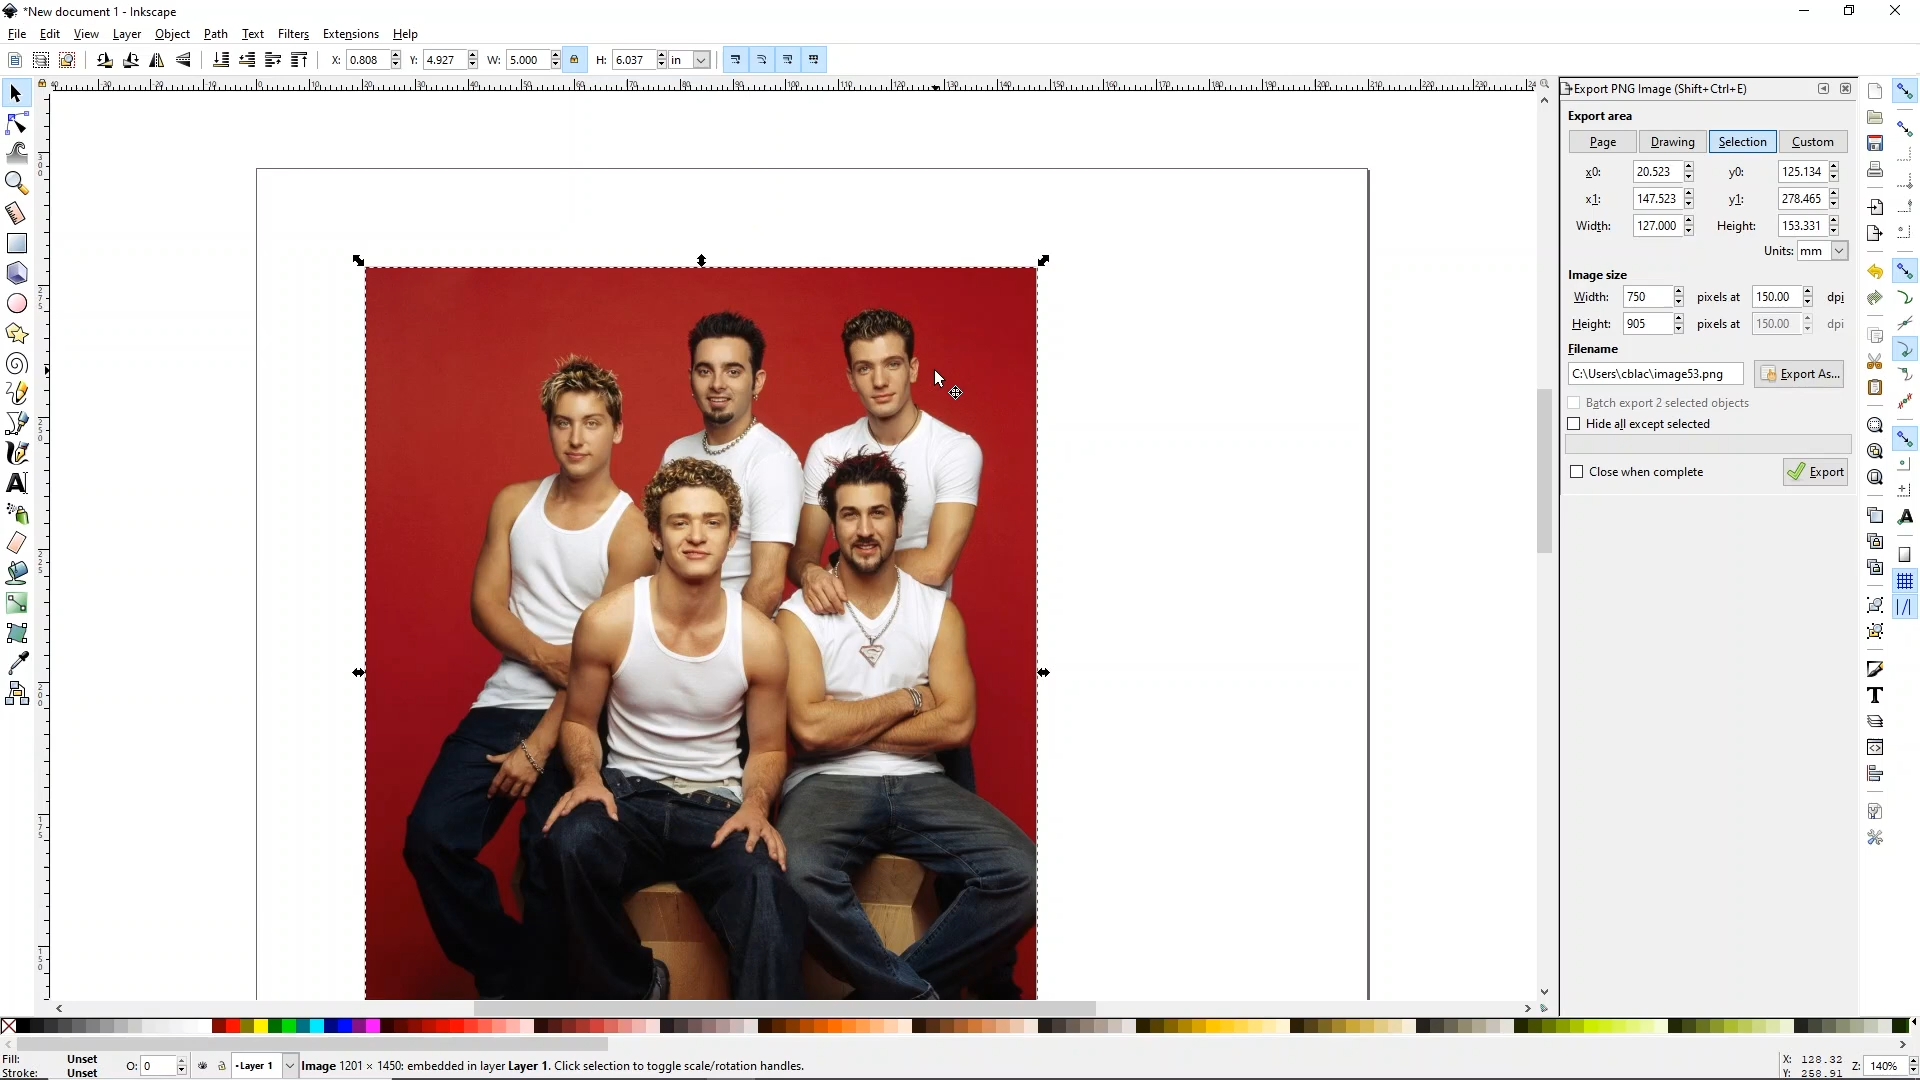 *New document 1 - Inkscape
File Edit View Layer Object Path Text Filters Extensions Help
X: 0.808 Y: 4.927 W: 5.000 H: 6.037 in
Export PNG Image (Shift+Ctrl+E)
Export area
Page Drawing Selection Custom
x0: 20.523 y0: 125.134
x1: 147.523 y1: 278.465
Width: 127.000 Height: 153.331
Units: mm
Image size
Width: 750 pixels at 150.00 dpi
Height: 905 pixels at 150.00 dpi
Filename
C:\Users\cblac\image53.png Export As...
Batch export 2 selected objects
Hide all except selected
Close when complete Export
Fill: Unset
Stroke: Unset
O: 0 -Layer 1 Image 1201 × 1450: embedded in layer Layer 1. Click selection to toggle scale/rotation handles.
X: 128.32
Y: 258.91
Z: 140%